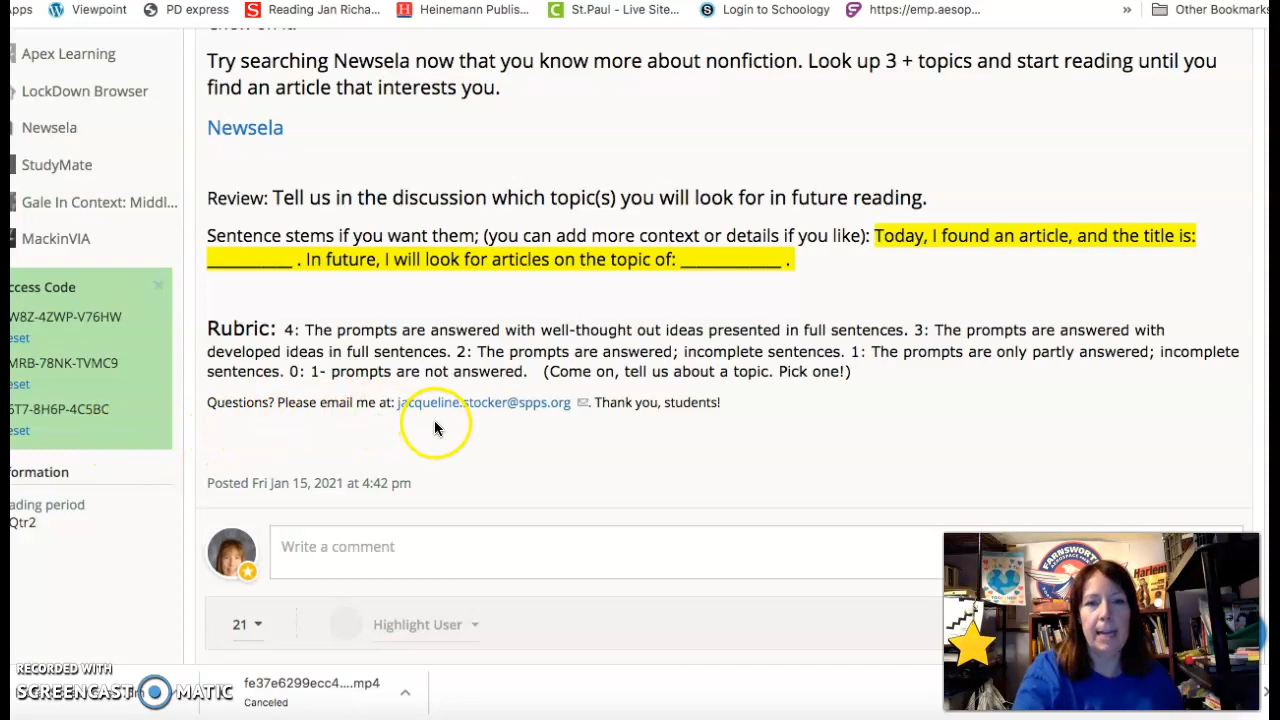 pps
Viewpoint
PD express
Reading Jan Richa...
Heinemann Publis...
St.Paul - Live Site...
Login to Schoology
https://emp.aesop...
»
Other Bookmarks
Apex Learning
LockDown Browser
Newsela
StudyMate
Gale In Context: Middl...
MackinVIA
ccess Code
W8Z-4ZWP-V76HW
eset
MRB-78NK-TVMC9
eset
5T7-8H6P-4C5BC
eset
formation
ading period
Qtr2
Try searching Newsela now that you know more about nonfiction. Look up 3 + topics and start reading until you
find an article that interests you.
Newsela
Review: Tell us in the discussion which topic(s) you will look for in future reading.
Sentence stems if you want them; (you can add more context or details if you like): Today, I found an article, and the title is:
__________ . In future, I will look for articles on the topic of: ____________ .
Rubric: 4: The prompts are answered with well-thought out ideas presented in full sentences. 3: The prompts are answered with
developed ideas in full sentences. 2: The prompts are answered; incomplete sentences. 1: The prompts are only partly answered; incomplete
sentences. 0: 1- prompts are not answered. (Come on, tell us about a topic. Pick one!)
Questions? Please email me at: jacqueline.stocker@spps.org . Thank you, students!
Posted Fri Jan 15, 2021 at 4:42 pm
Write a comment
21
Highlight User
FARNSWORTH
AEROSPACE
Harlem
RECORDED WITH
SCREENCAST MATIC
fe37e6299ecc4....mp4
Canceled